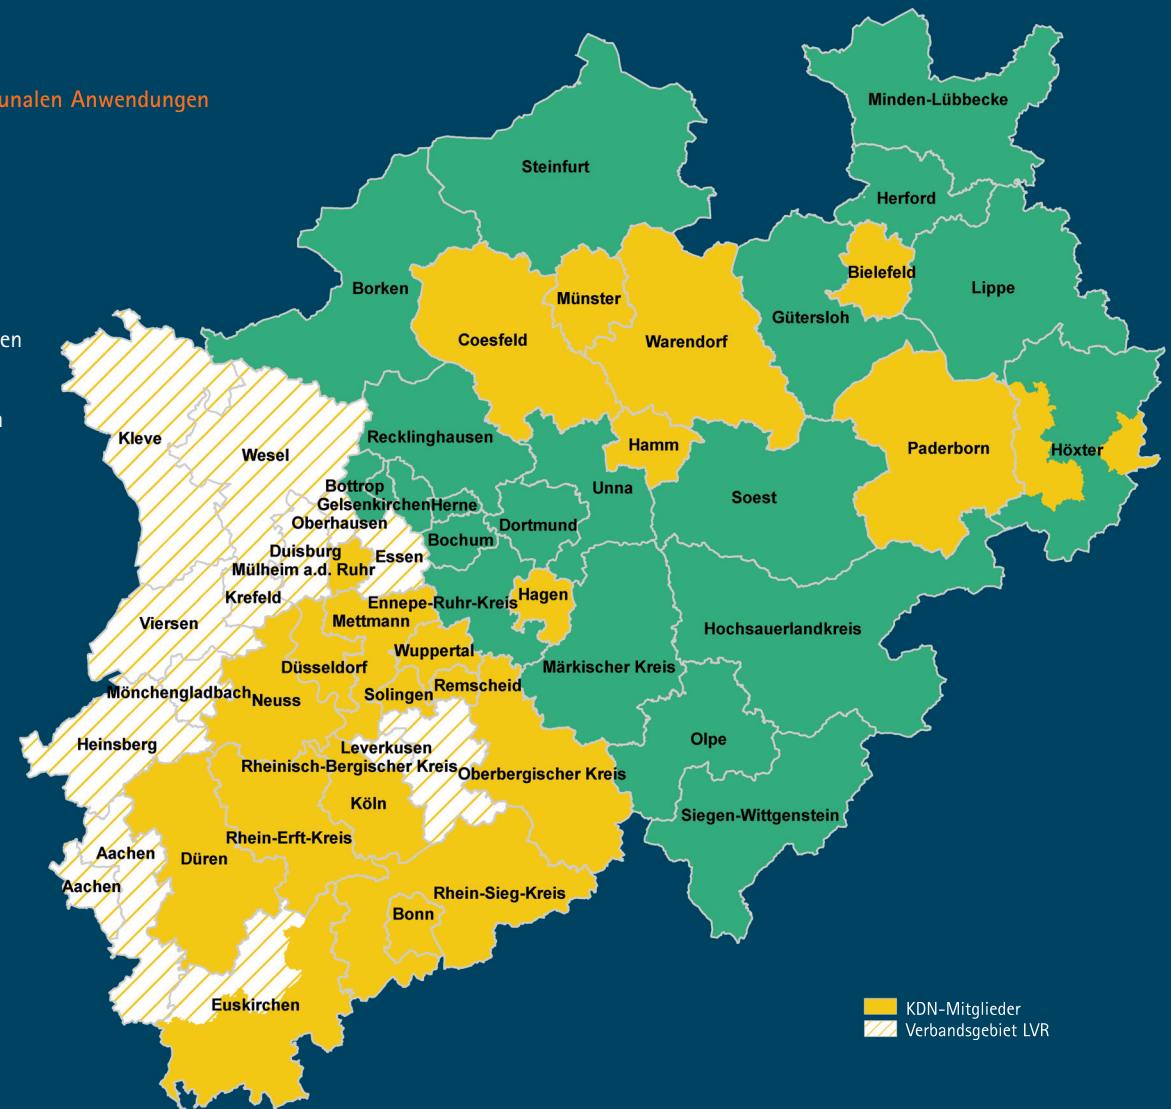 unalen Anwendungen
en
Minden-Lübbecke
Steinfurt
Herford
Bielefeld
Lippe
Borken
Münster
Gütersloh
Coesfeld
Warendorf
Kleve
Wesel
Recklinghausen
Hamm
Paderborn
Höxter
Bottrop
Unna
Soest
Gelsenkirchen
Herne
Oberhausen
Dortmund
Bochum
Duisburg
Essen
Mülheim a.d. Ruhr
Krefeld
Ennepe-Ruhr-Kreis
Hagen
Viersen
Mettmann
Hochsauerlandkreis
Wuppertal
Düsseldorf
Märkischer Kreis
Mönchengladbach
Neuss
Solingen
Remscheid
Heinsberg
Leverkusen
Olpe
Rheinisch-Bergischer Kreis
Oberbergischer Kreis
Köln
Siegen-Wittgenstein
Rhein-Erft-Kreis
Aachen
Düren
Aachen
Rhein-Sieg-Kreis
Bonn
Euskirchen
KDN-Mitglieder
Verbandsgebiet LVR